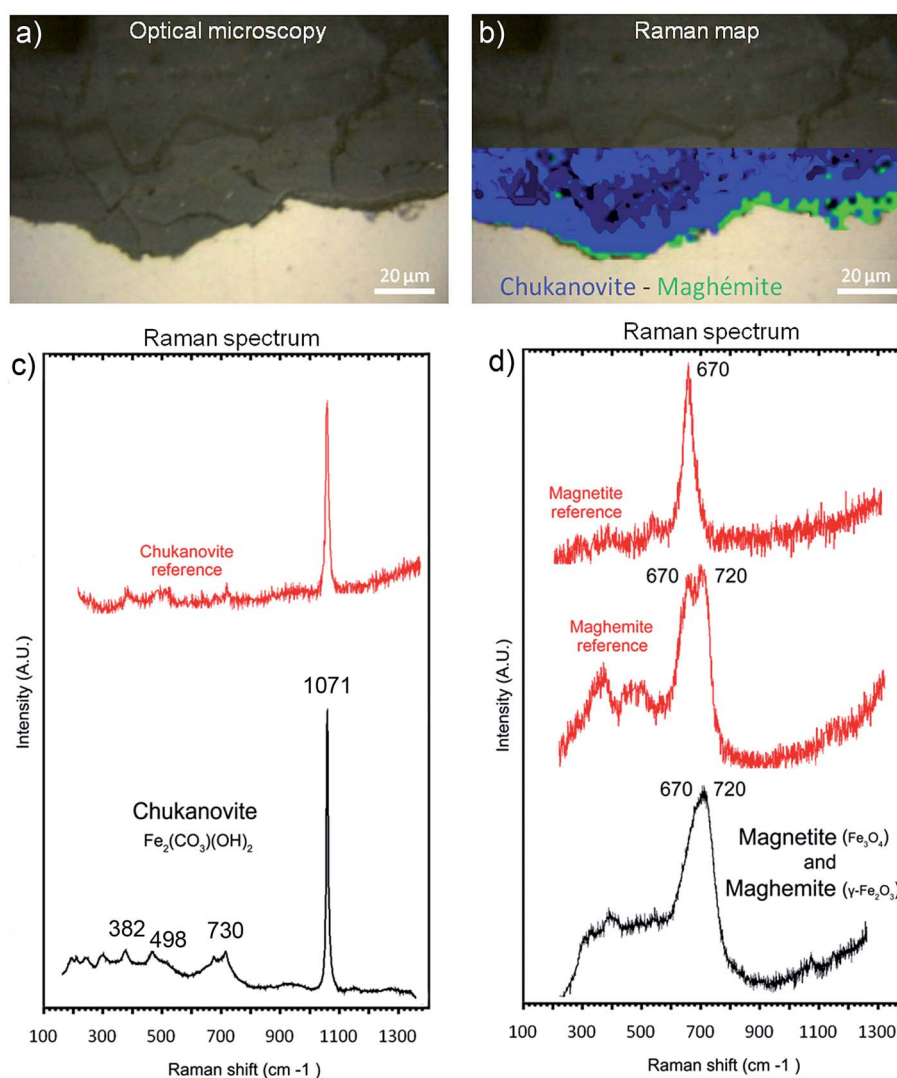 a)
Optical microscopy
20 µm
b)
Raman map
20 µm
Chukanovite - Maghémite
c)
Raman spectrum
Chukanovite
reference
1071
Chukanovite
Fe₂(CO₃)(OH)₂
382
498
730
Intensity (A.U.)
100 300 500 700 900 1100 1300
Raman shift (cm -1 )
d)
Raman spectrum
670
Magnetite
reference
670 720
Maghemite
reference
670 720
Magnetite (Fe₃O₄)
and
Maghemite (γ-Fe₂O₃)
Intensity (A.U.)
100 300 500 700 900 1100 1300
Raman shift (cm -1 )